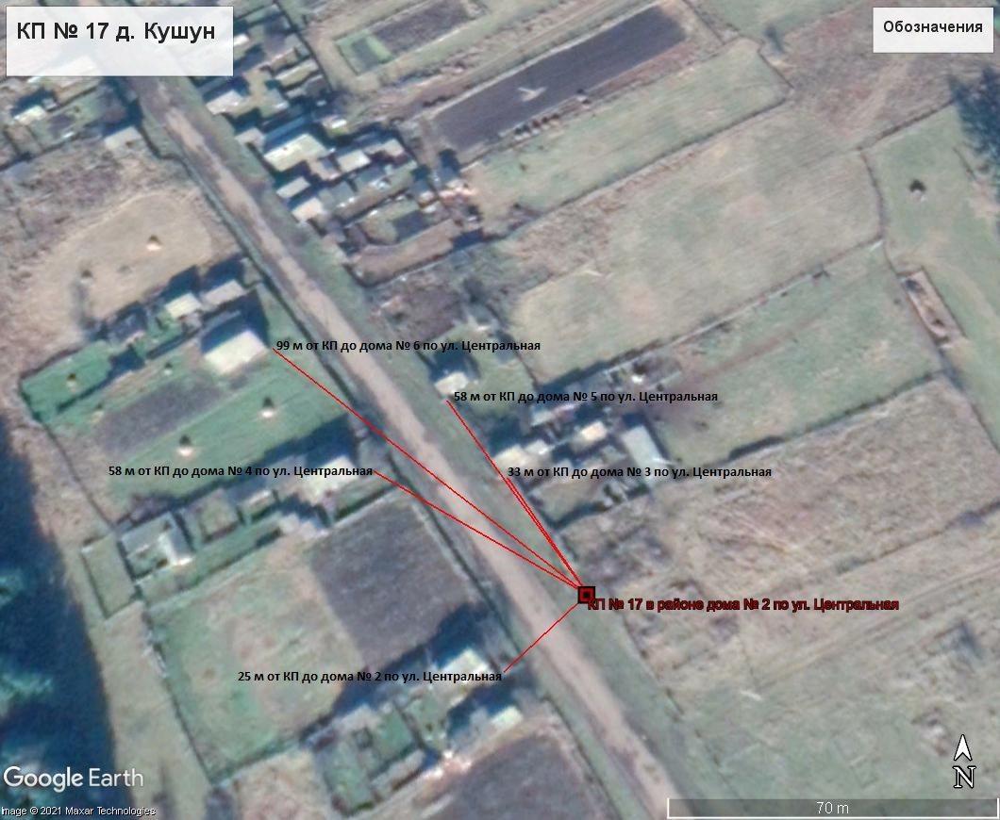 КП № 17 д. Кушун
Обозначения
99 м от КП до дома № 6 по ул. Центральная
58 м от КП до дома № 5 по ул. Центральная
58 м от КП до дома № 4 по ул. Центральная
33 м от КП до дома № 3 по ул. Центральная
КП № 17 в районе дома № 2 по ул. Центральная
25 м от КП до дома № 2 по ул. Центральная
N
Google Earth
Image © 2021 Maxar Technologies
70 m